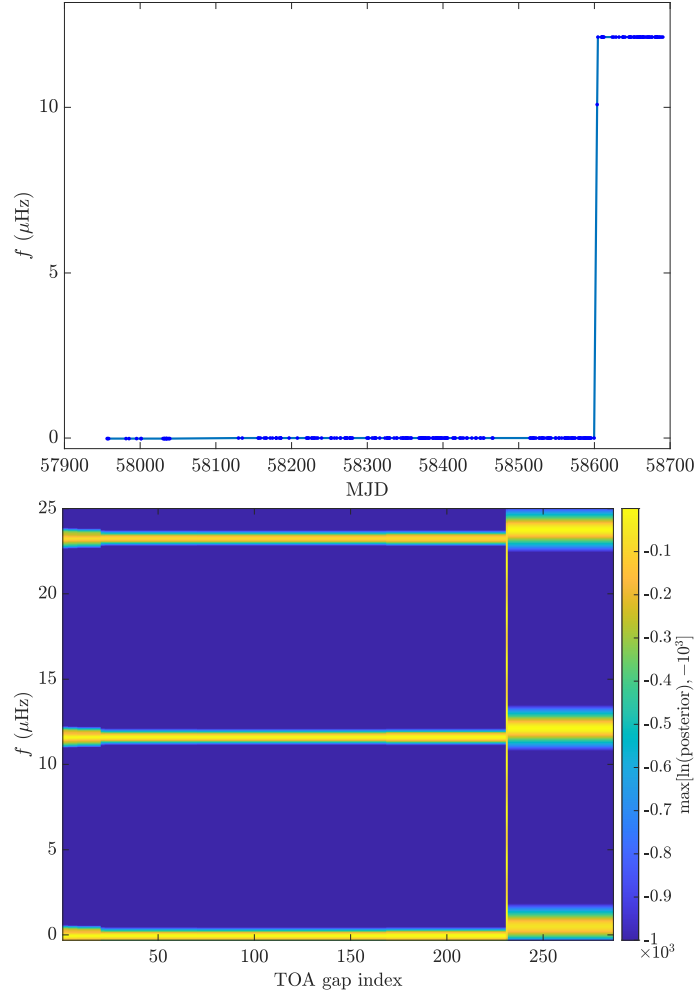 10
5
0
f (μHz)
57900 58000 58100 58200 58300 58400 58500 58600 58700
MJD
25
20
15
10
5
0
f (μHz)
50 100 150 200 250
TOA gap index
-0.1
-0.2
-0.3
-0.4
-0.5
-0.6
-0.7
-0.8
-0.9
-1
×10³
max[ln(posterior), −10³]